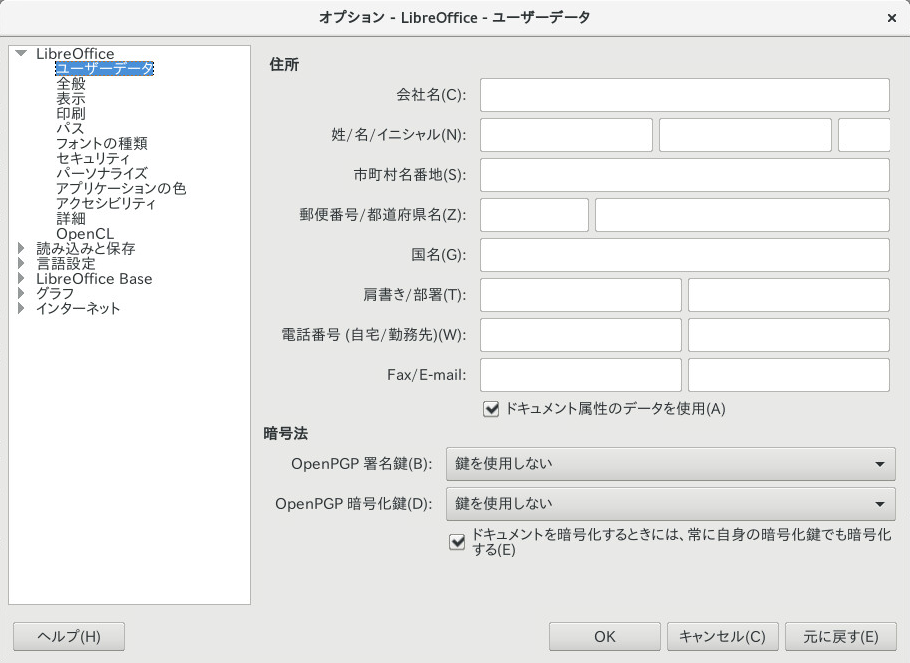 オプション - LibreOffice - ユーザーデータ
LibreOffice
ユーザーデータ
全般
表示
印刷
パス
フォントの種類
セキュリティ
パーソナライズ
アプリケーションの色
アクセシビリティ
詳細
OpenCL
読み込みと保存
言語設定
LibreOffice Base
グラフ
インターネット
住所
会社名(C):
姓/名/イニシャル(N):
市町村名番地(S):
郵便番号/都道府県名(Z):
国名(G):
肩書き/部署(T):
電話番号 (自宅/勤務先)(W):
Fax/E-mail:
ドキュメント属性のデータを使用(A)
暗号法
OpenPGP 署名鍵(B): 鍵を使用しない
OpenPGP 暗号化鍵(D): 鍵を使用しない
ドキュメントを暗号化するときには、常に自身の暗号化鍵でも暗号化
する(E)
ヘルプ(H) OK キャンセル(C) 元に戻す(E)